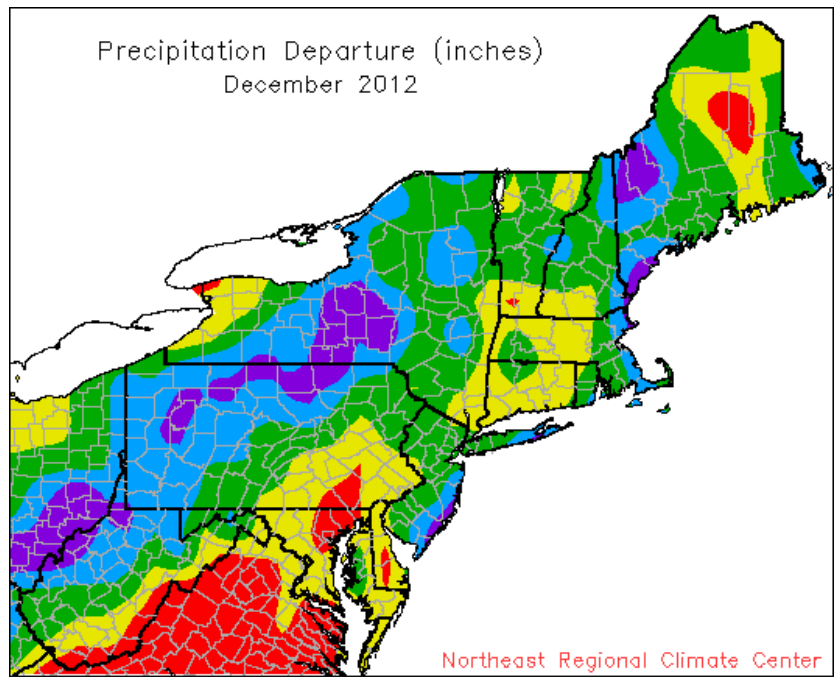 Precipitation Departure (inches)
December 2012
Northeast Regional Climate Center